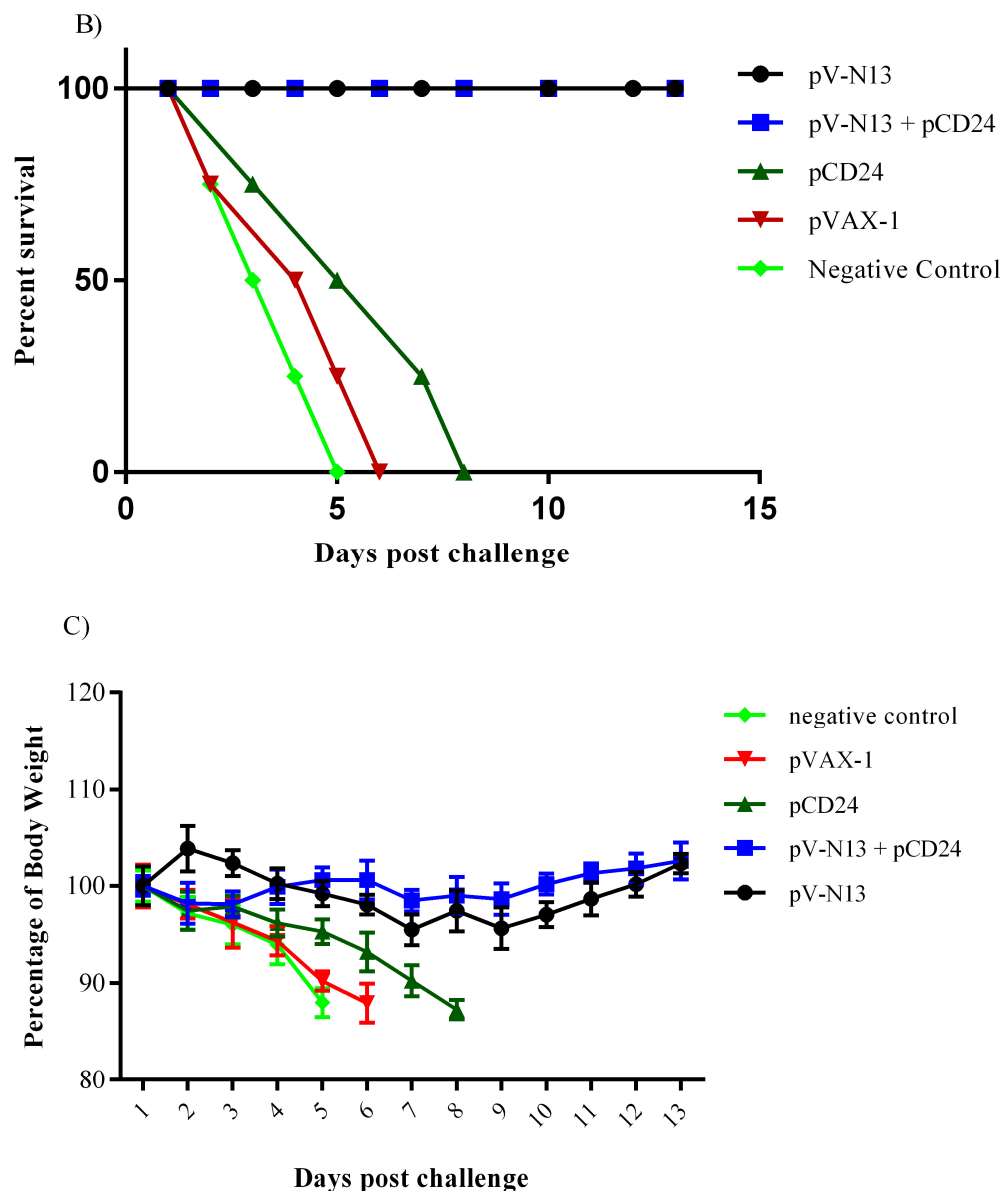 B)
100
50
0
Percent survival
0 5 10 15
Days post challenge
pV-N13
pV-N13 + pCD24
pCD24
pVAX-1
Negative Control
C)
120
110
100
90
80
Percentage of Body Weight
1 2 3 4 5 6 7 8 9 10 11 12 13
Days post challenge
negative control
pVAX-1
pCD24
pV-N13 + pCD24
pV-N13